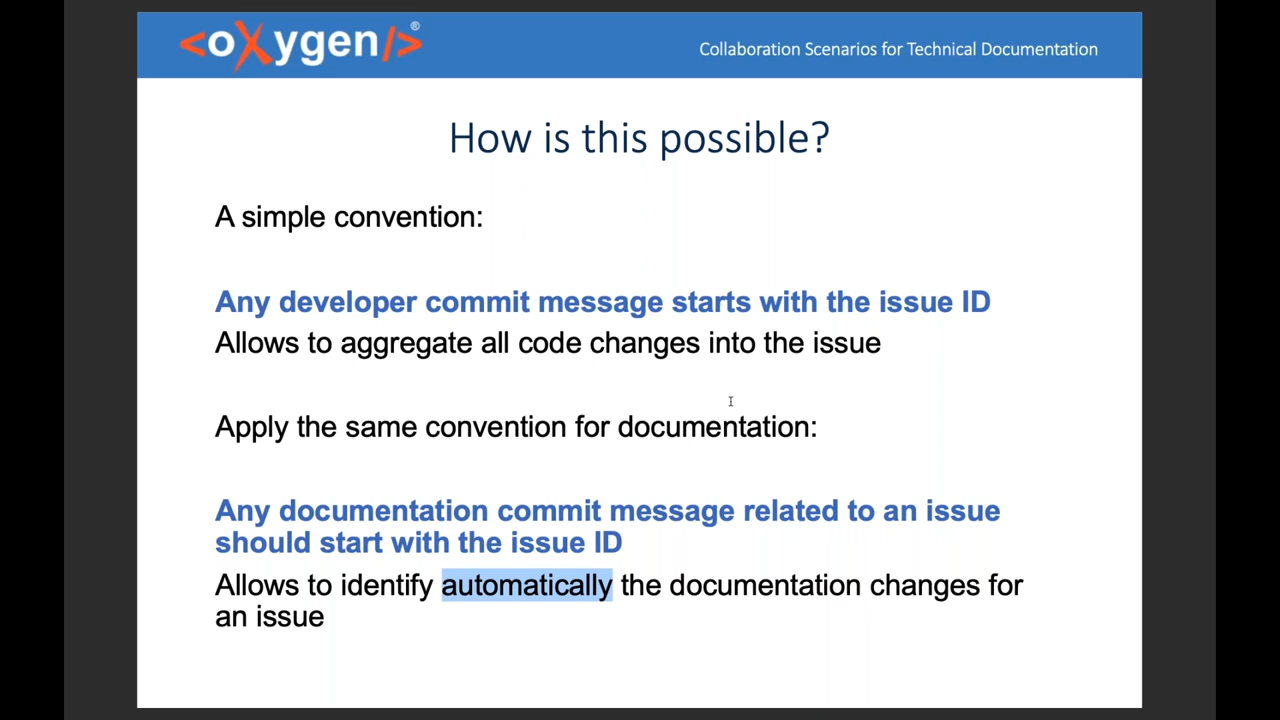 <oXygen/>®
Collaboration Scenarios for Technical Documentation
How is this possible?
A simple convention:
Any developer commit message starts with the issue ID
Allows to aggregate all code changes into the issue
Apply the same convention for documentation:
Any documentation commit message related to an issue
should start with the issue ID
Allows to identify automatically the documentation changes for
an issue